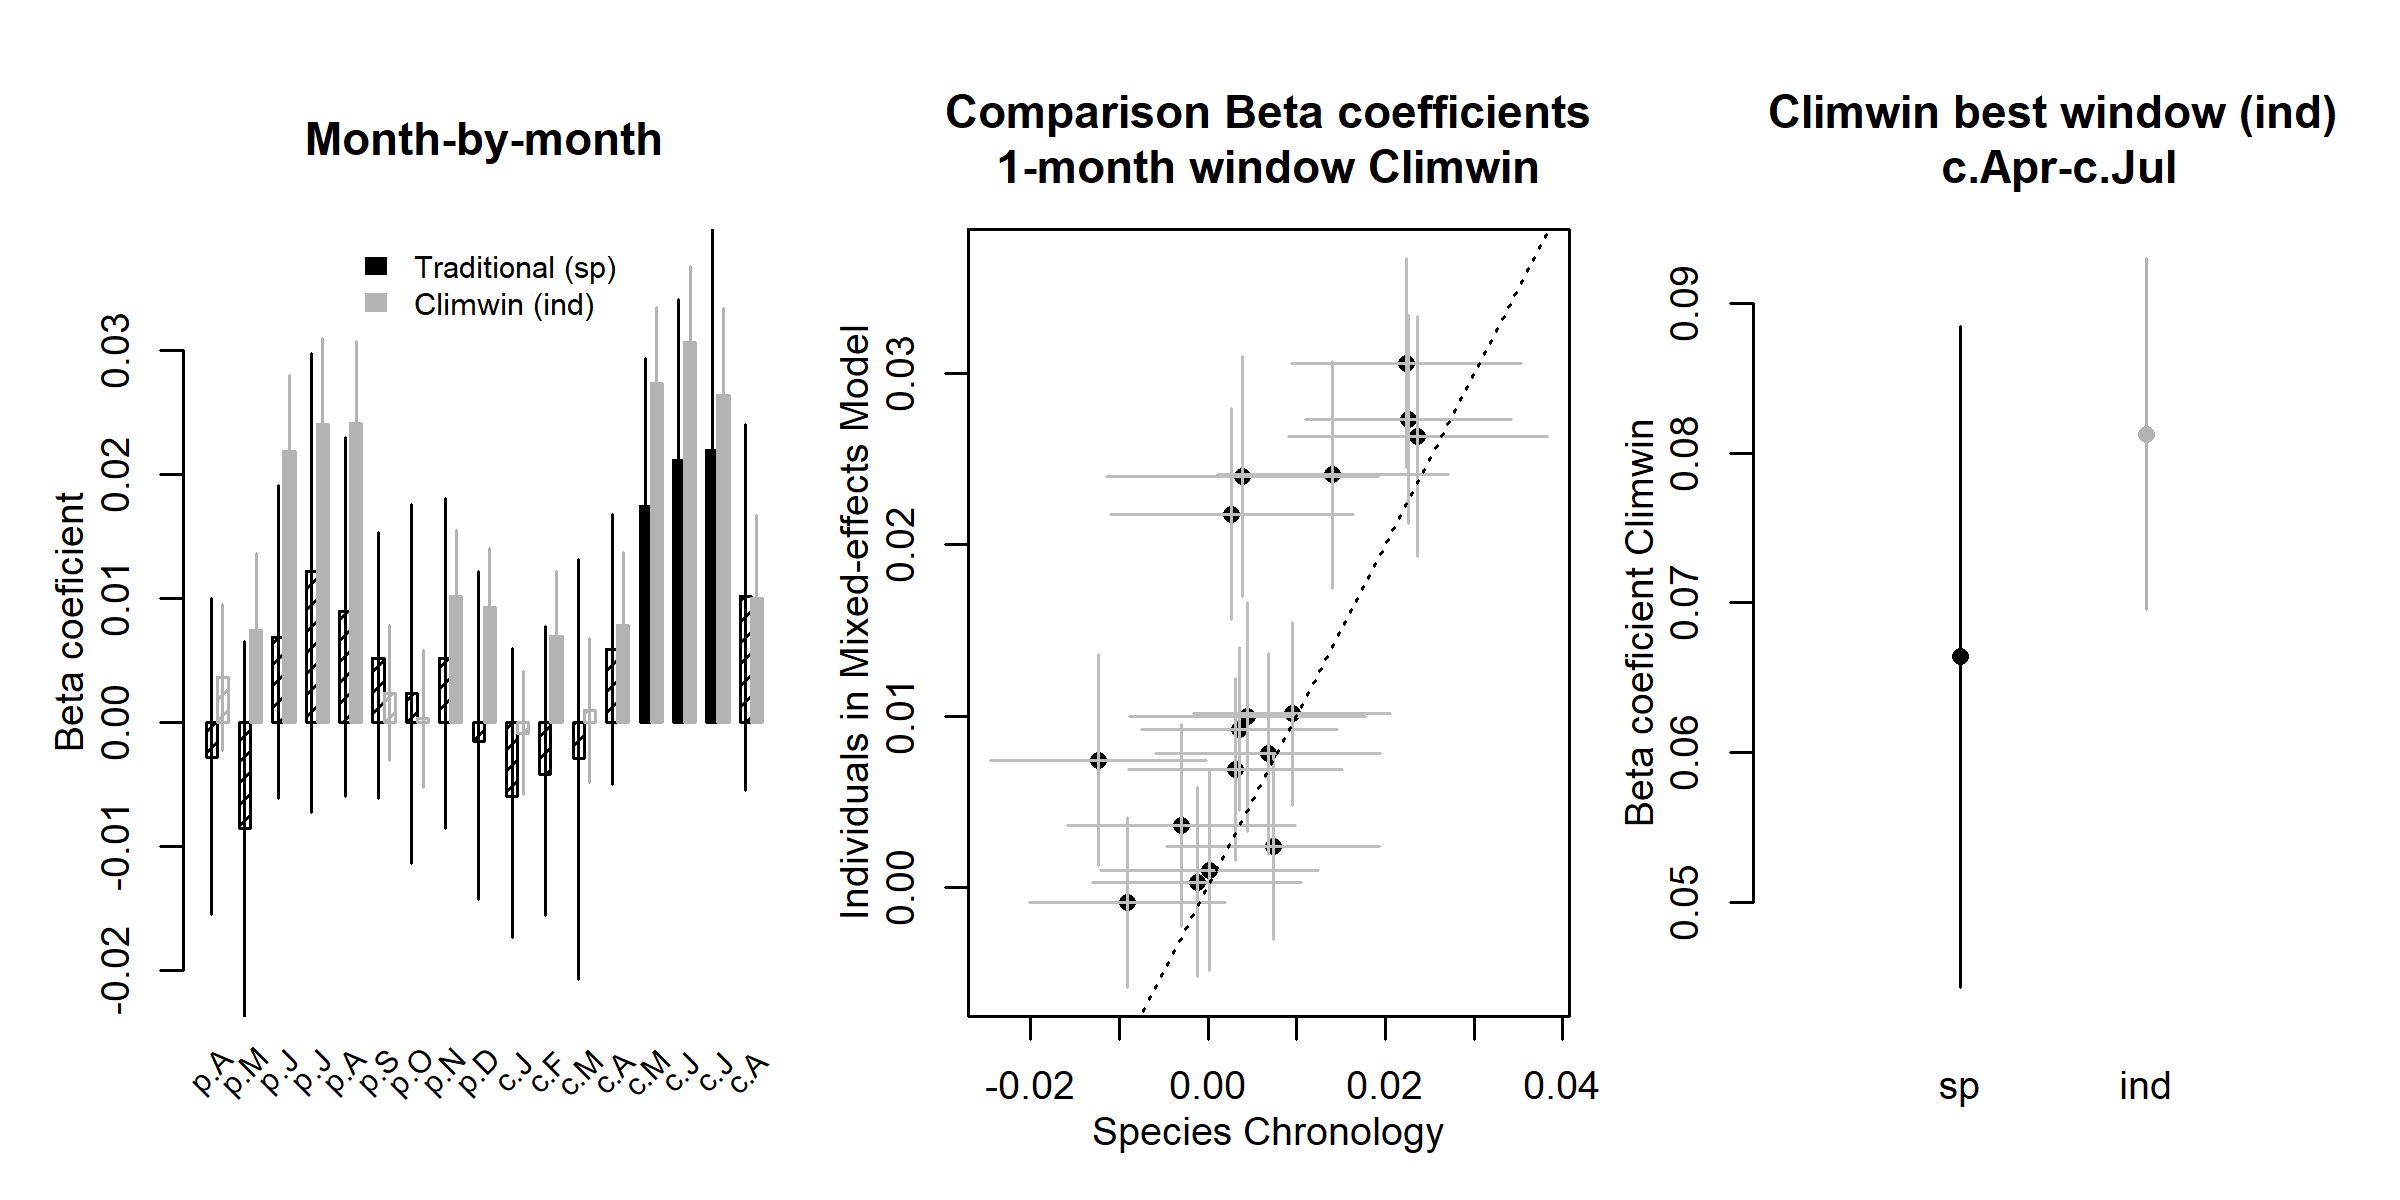 Month-by-month
Traditional (sp)
Climwin (ind)
Beta coeficient
0.03
0.02
0.01
0.00
-0.01
-0.02
p.A
p.M
p.J
p.J
p.A
p.S
p.O
p.N
p.D
c.J
c.F
c.M
c.A
c.M
c.J
c.J
c.A
Comparison Beta coefficients
1-month window Climwin
Individuals in Mixed-effects Model
0.03
0.02
0.01
0.00
-0.02
0.00
0.02
0.04
Species Chronology
Climwin best window (ind)
c.Apr-c.Jul
Beta coeficient Climwin
0.09
0.08
0.07
0.06
0.05
sp
ind